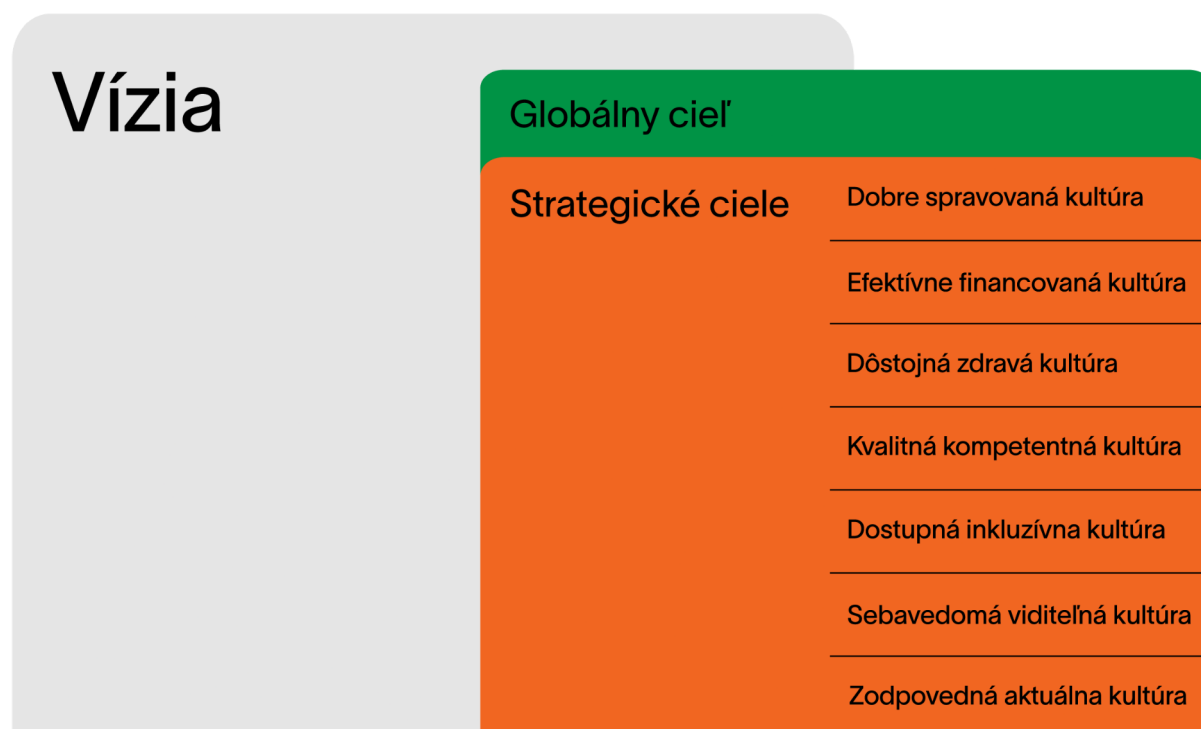 Vízia
Globálny cieľ
Strategické ciele
Dobre spravovaná kultúra
Efektívne financovaná kultúra
Dôstojná zdravá kultúra
Kvalitná kompetentná kultúra
Dostupná inkluzívna kultúra
Sebavedomá viditeľná kultúra
Zodpovedná aktuálna kultúra